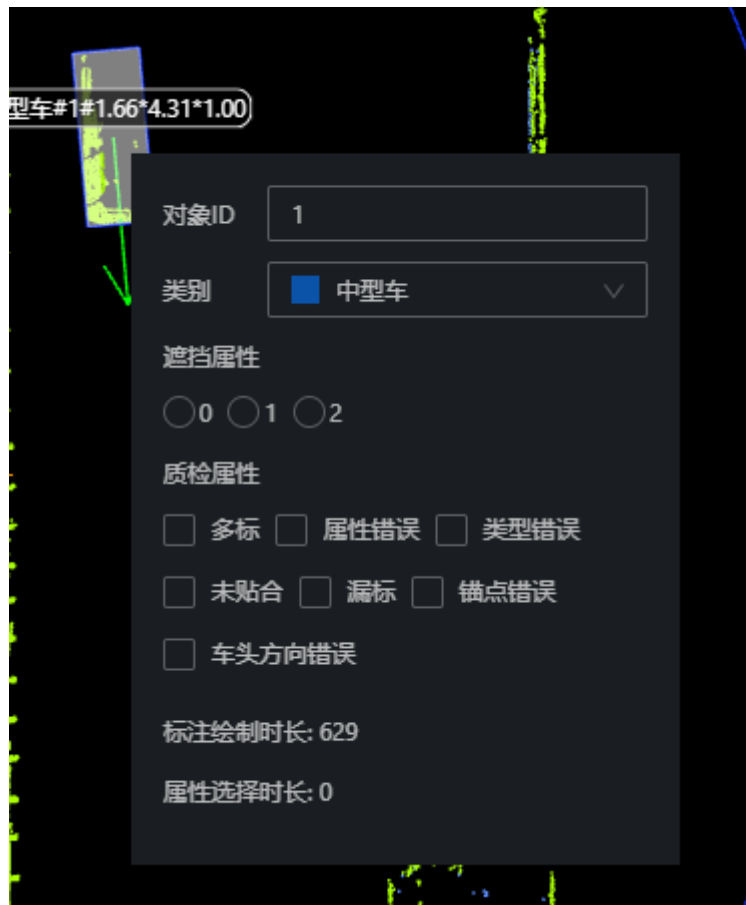 型车#1#1.66*4.31*1.00)
对象ID 1
类别 中型车
遮挡属性
0 1 2
质检属性
多标 属性错误 类型错误
未贴合 漏标 锚点错误
车头方向错误
标注绘制时长: 629
属性选择时长: 0